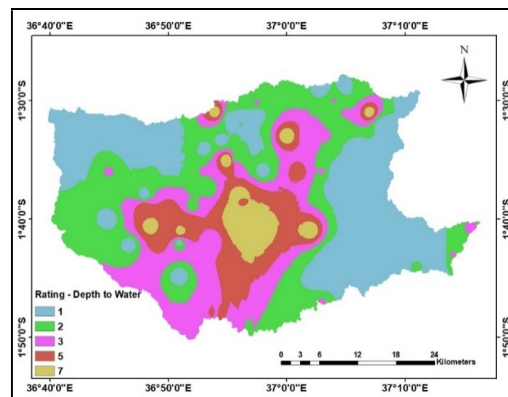 36°40'0"E 36°50'0"E 37°0'0"E 37°10'0"E
N
1°30'0"S 1°30'0"S
1°40'0"S 1°40'0"S
Rating - Depth to Water
1
2
3
5
7
1°50'0"S 1°50'0"S
0 1.5 3 6 12 18 24
Kilometers
36°40'0"E 36°50'0"E 37°0'0"E 37°10'0"E